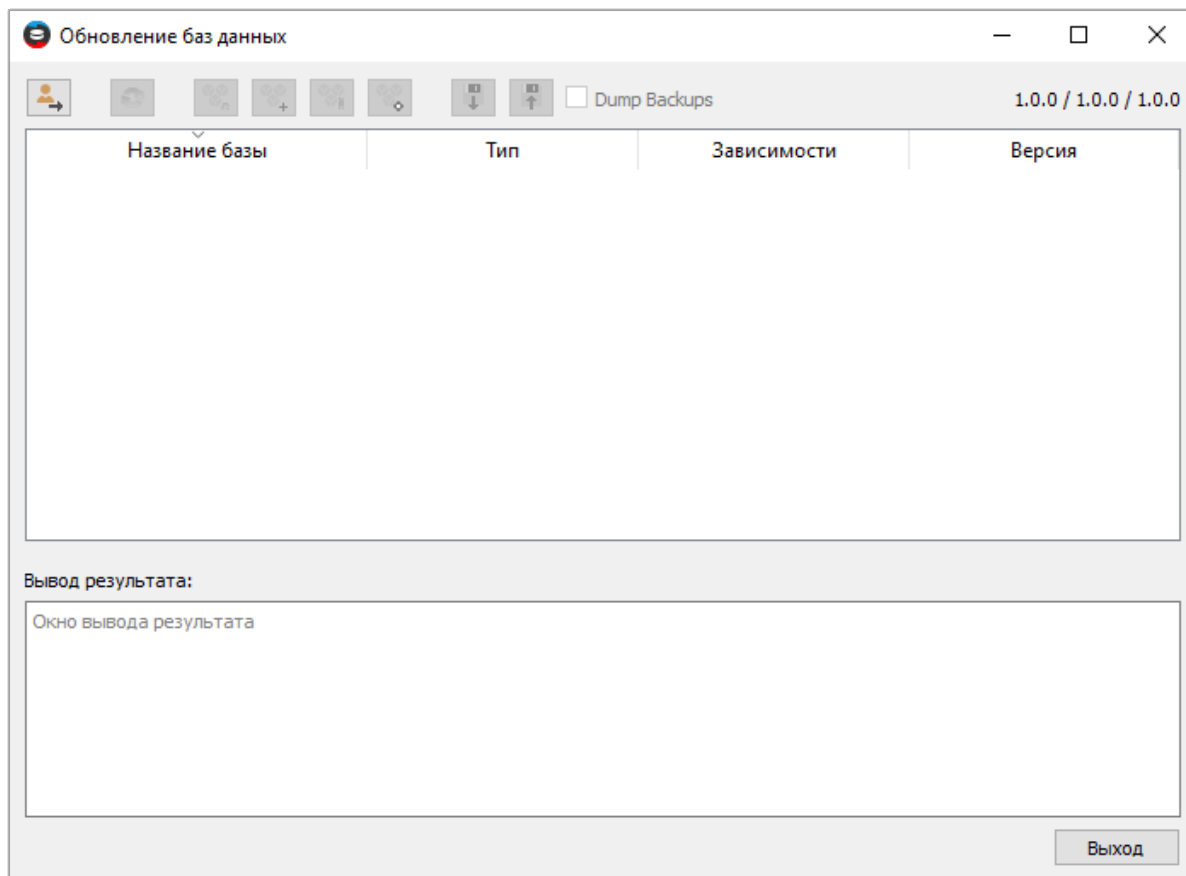 Обновление баз данных
Dump Backups 1.0.0 / 1.0.0 / 1.0.0
Название базы Тип Зависимости Версия
Вывод результата:
Окно вывода результата
Выход